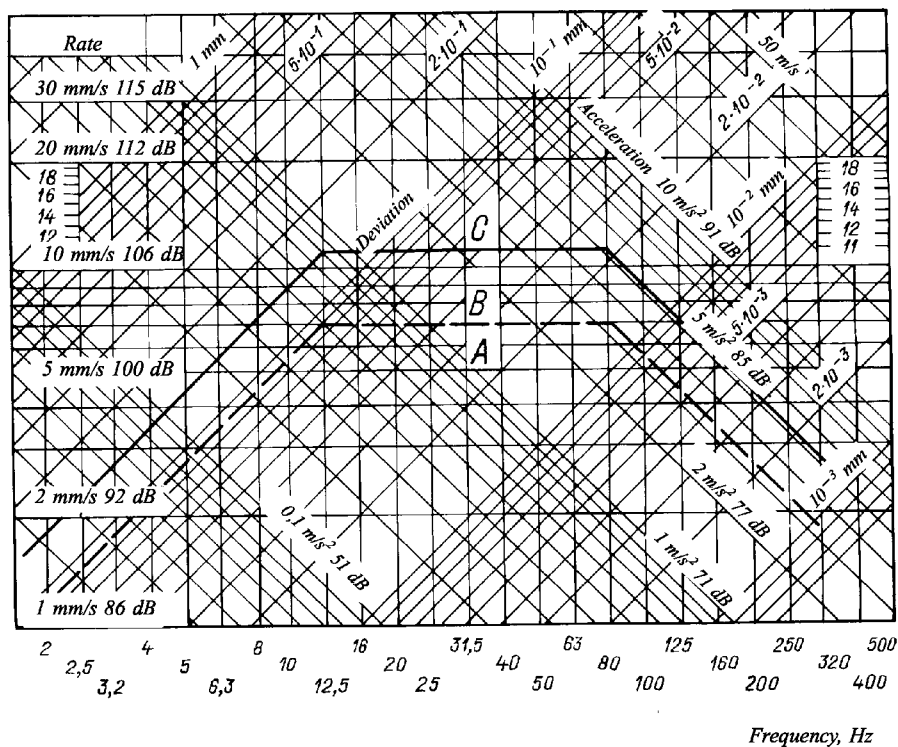 Rate
1 mm
5·10⁻¹
2·10⁻¹
10⁻¹ mm
5·10⁻²
50 m/s
2·10⁻²
30 mm/s 115 dB
20 mm/s 112 dB
18
16
14
12
10 mm/s 106 dB
Deviation
Acceleration 10 m/s² 91 dB
10⁻² mm
18
16
14
12
11
C
B
A
5 mm/s 100 dB
5 m/s² 85 dB
5·10⁻³
2·10⁻³
2 mm/s 92 dB
0,1 m/s² 51 dB
2 m/s² 77 dB
10⁻³ mm
1 mm/s 86 dB
1 m/s² 71 dB
2 4 8 16 31,5 63 125 250 500
2,5 5 10 20 40 80 160 320
3,2 6,3 12,5 25 50 100 200 400
Frequency, Hz